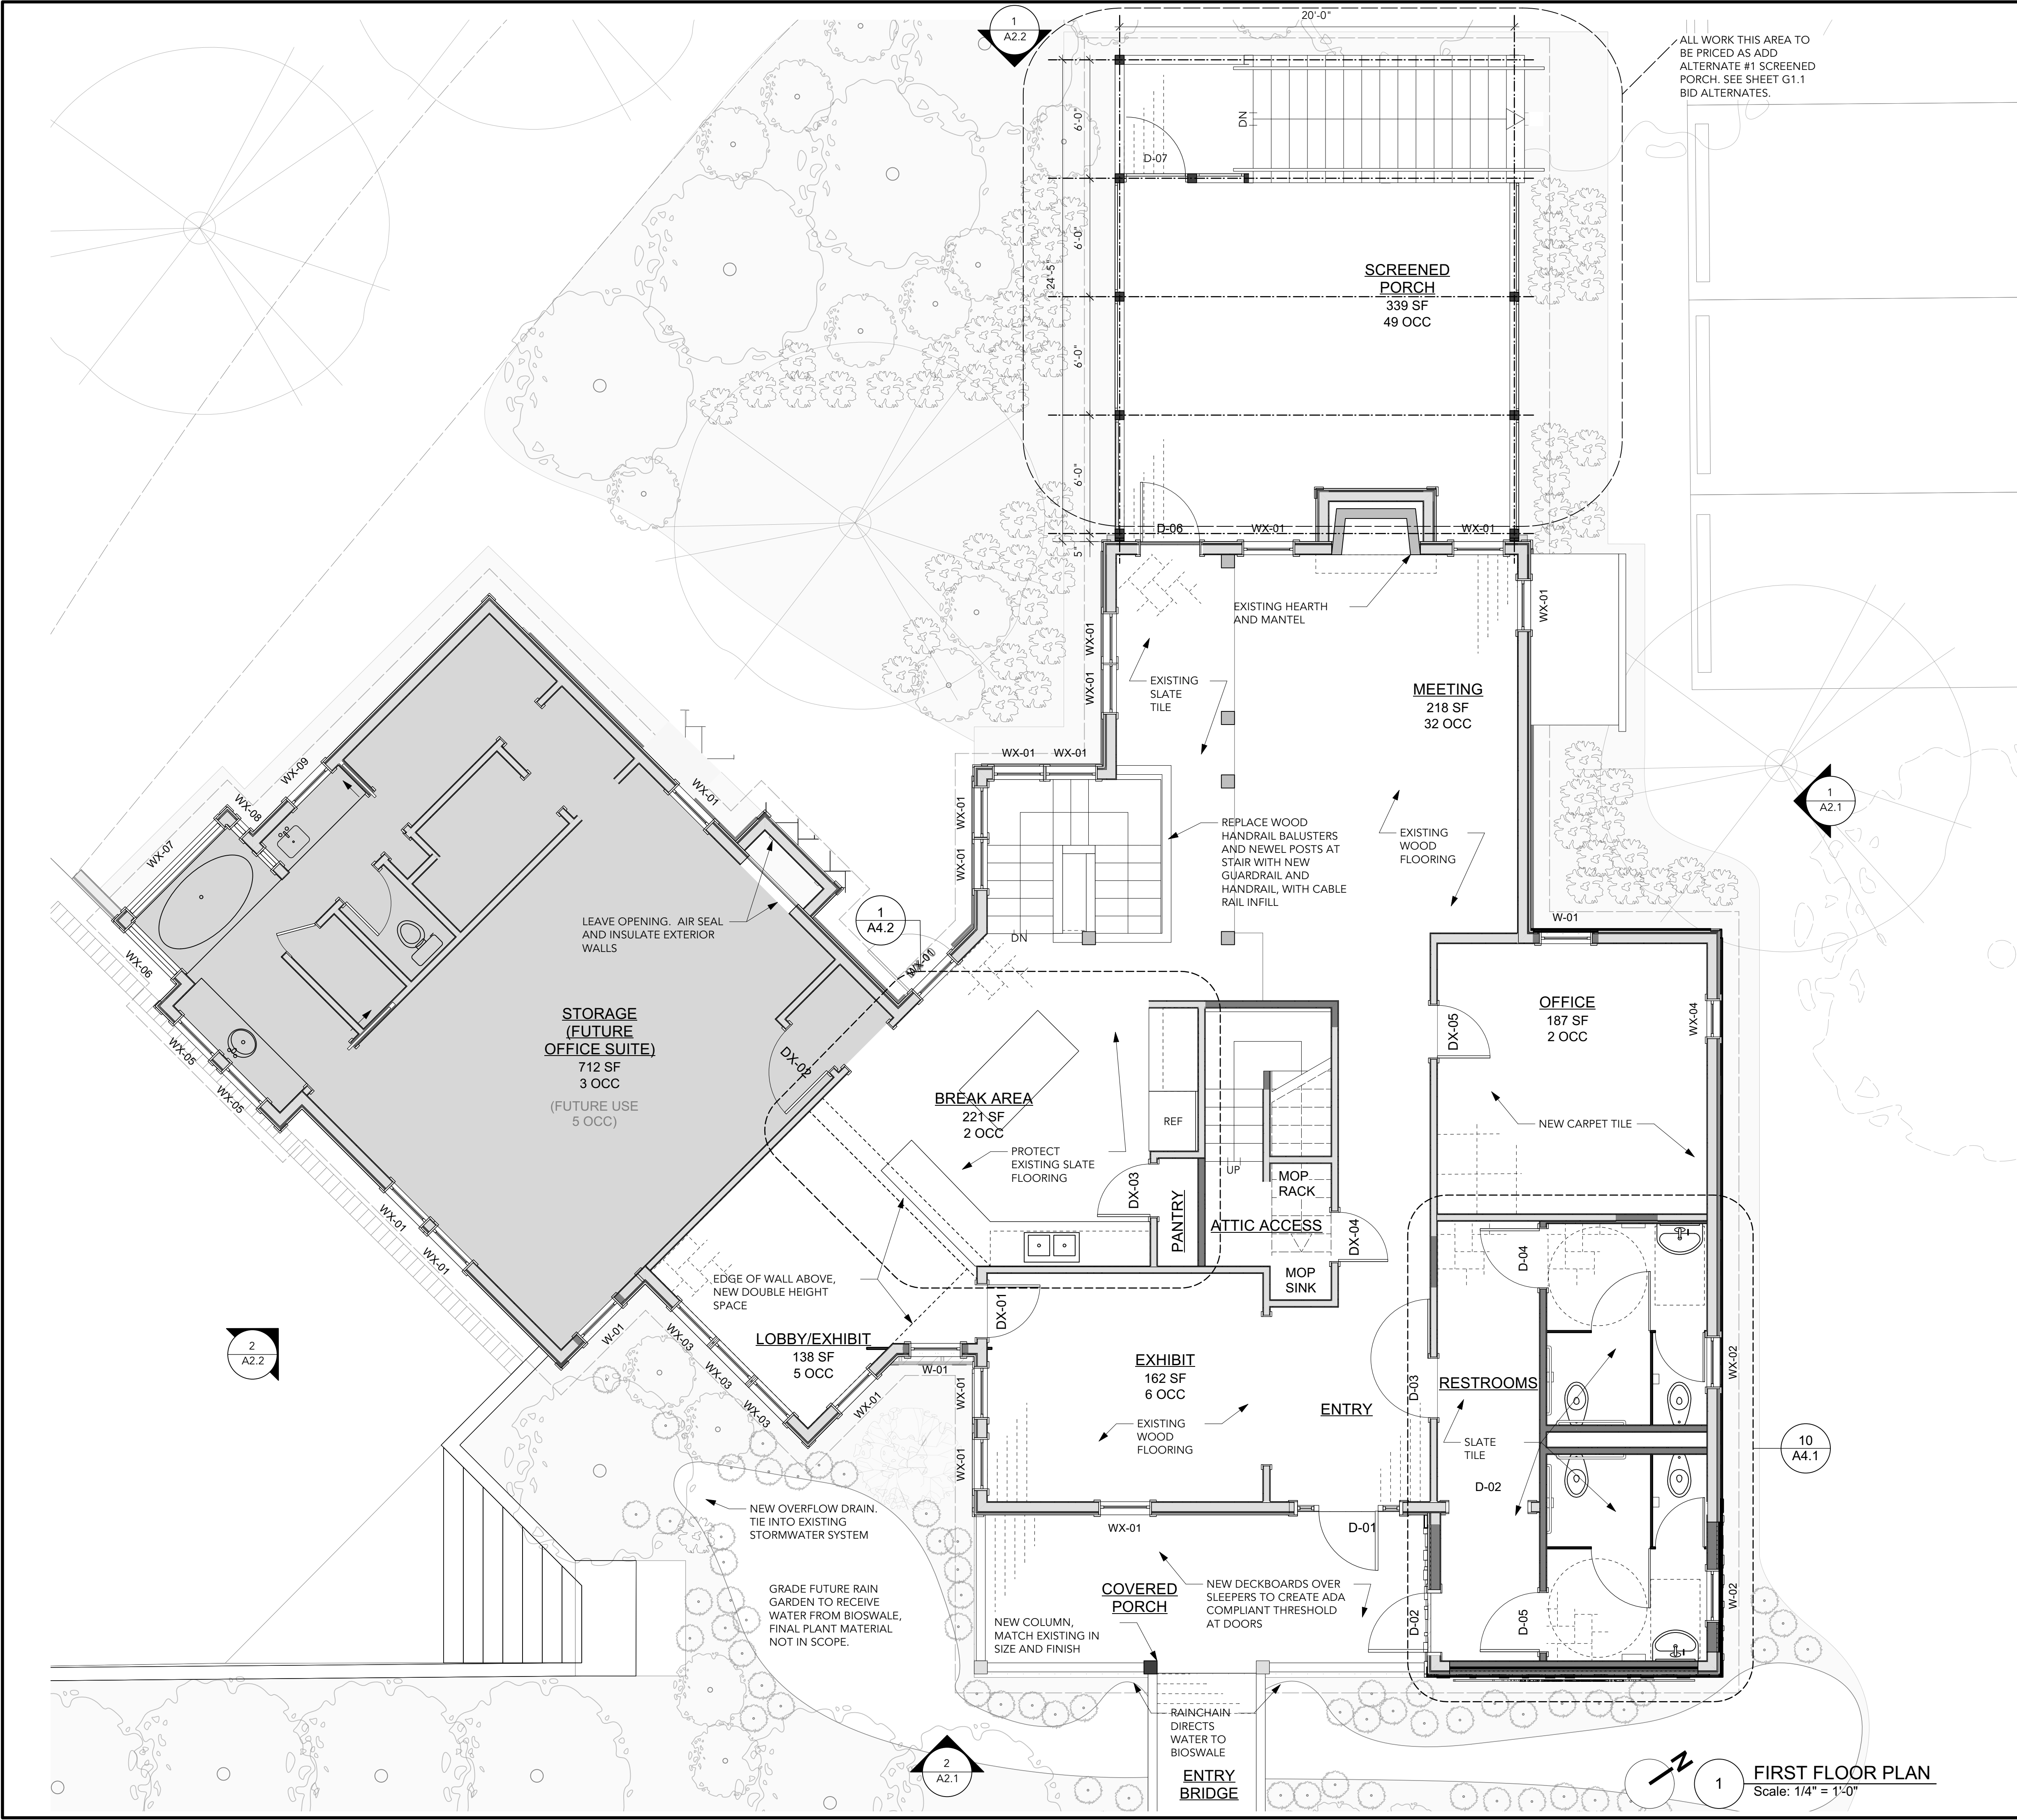 1
A2.2
20'-0"
ALL WORK THIS AREA TO
BE PRICED AS ADD
ALTERNATE #1 SCREENED
PORCH. SEE SHEET G1.1
BID ALTERNATES.
6'-0"
DN
D-07
6'-0"
24'-5"
SCREENED
PORCH
339 SF
49 OCC
6'-0"
6'-0"
5"
D-06
WX-01
WX-01
EXISTING HEARTH
AND MANTEL
WX-01
WX-01
WX-01
EXISTING
SLATE
TILE
MEETING
218 SF
32 OCC
WX-01
WX-01
WX-09
WX-08
WX-07
WX-01
WX-01
WX-01
REPLACE WOOD
HANDRAIL BALUSTERS
AND NEWEL POSTS AT
STAIR WITH NEW
GUARDRAIL AND
HANDRAIL, WITH CABLE
RAIL INFILL
EXISTING
WOOD
FLOORING
1
A2.1
LEAVE OPENING. AIR SEAL
AND INSULATE EXTERIOR
WALLS
1
A4.2
DN
W-01
WX-06
WX-01
STORAGE
(FUTURE
OFFICE SUITE)
712 SF
3 OCC
(FUTURE USE
5 OCC)
WX-05
WX-05
DX-02
OFFICE
187 SF
2 OCC
DX-05
WX-04
BREAK AREA
221 SF
2 OCC
REF
NEW CARPET TILE
PROTECT
EXISTING SLATE
FLOORING
DX-03
PANTRY
UP
MOP
RACK
ATTIC ACCESS
DX-04
MOP
SINK
WX-01
WX-01
EDGE OF WALL ABOVE,
NEW DOUBLE HEIGHT
SPACE
DX-01
D-04
W-01
WX-03
WX-03
WX-03
LOBBY/EXHIBIT
138 SF
5 OCC
W-01
WX-01
WX-01
WX-01
EXHIBIT
162 SF
6 OCC
EXISTING
WOOD
FLOORING
ENTRY
D-03
RESTROOMS
WX-02
SLATE
TILE
10
A4.1
2
A2.2
D-02
NEW OVERFLOW DRAIN.
TIE INTO EXISTING
STORMWATER SYSTEM
WX-01
D-01
GRADE FUTURE RAIN
GARDEN TO RECEIVE
WATER FROM BIOSWALE,
FINAL PLANT MATERIAL
NOT IN SCOPE.
COVERED
PORCH
NEW DECKBOARDS OVER
SLEEPERS TO CREATE ADA
COMPLIANT THRESHOLD
AT DOORS
NEW COLUMN,
MATCH EXISTING IN
SIZE AND FINISH
D-02
D-05
W-02
RAINCHAIN
DIRECTS
WATER TO
BIOSWALE
ENTRY
BRIDGE
2
A2.1
N
1
FIRST FLOOR PLAN
Scale: 1/4" = 1'-0"